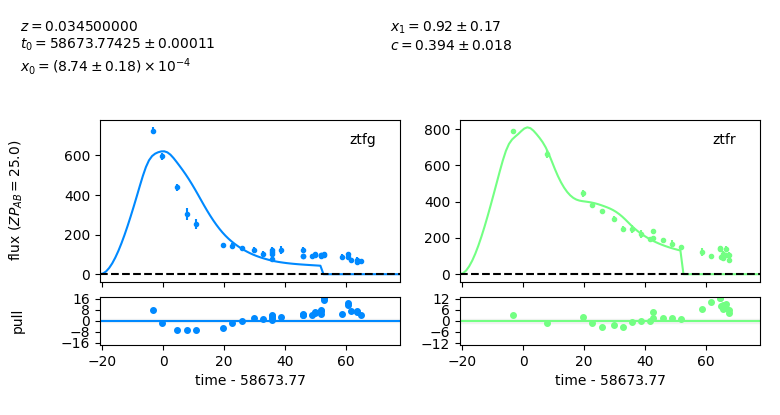 z = 0.034500000
t₀ = 58673.77425 ± 0.00011
x₀ = (8.74 ± 0.18) × 10⁻⁴
x₁ = 0.92 ± 0.17
c = 0.394 ± 0.018
flux (ZP_AB = 25.0)
600
400
200
0
ztfg
800
600
400
200
0
ztfr
pull
16
8
0
−8
−16
−20
0
20
40
60
time - 58673.77
12
6
0
−6
−12
−20
0
20
40
60
time - 58673.77